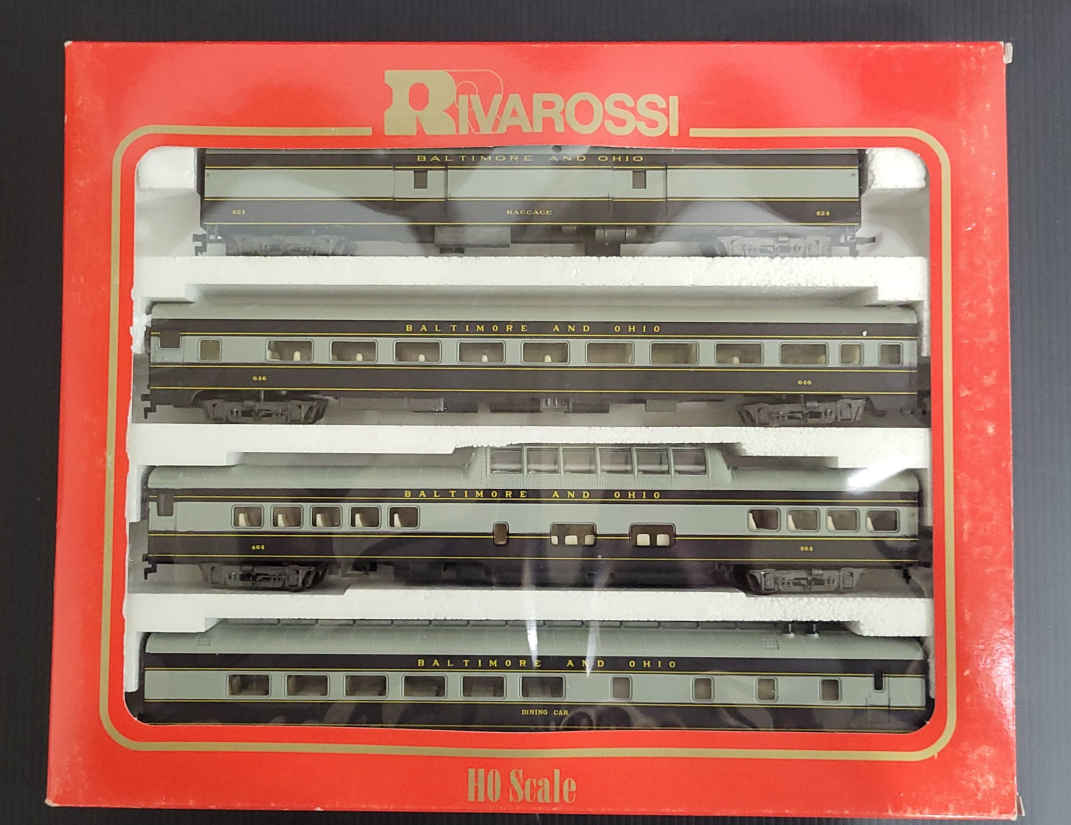 RIVAROSSI
BALTIMORE AND OHIO
BAGGAGE
BALTIMORE AND OHIO
BALTIMORE AND OHIO
BALTIMORE AND OHIO
DINING CAR
HO Scale